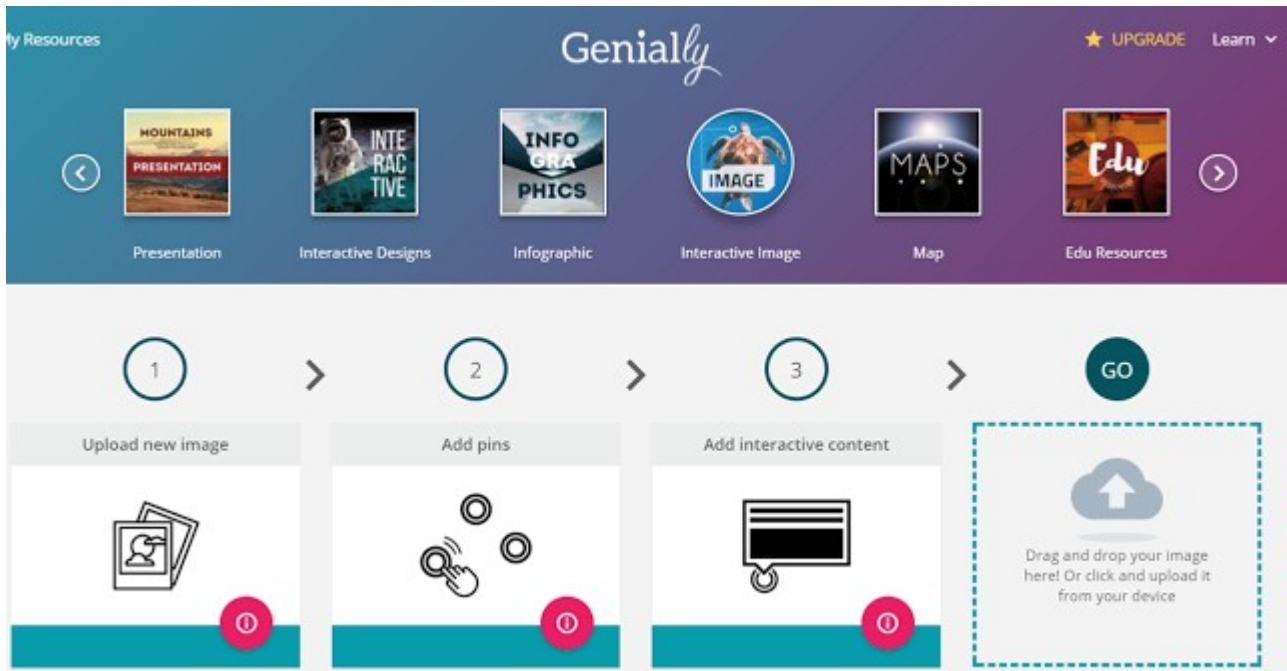 My Resources
Genially
UPGRADE
Learn
MOUNTAINS
PRESENTATION
INTE
RAC
TIVE
INFO
GRA
PHICS
IMAGE
MAPS
Edu
Presentation
Interactive Designs
Infographic
Interactive Image
Map
Edu Resources
1
2
3
GO
Upload new image
Add pins
Add interactive content
Drag and drop your image
here! Or click and upload it
from your device